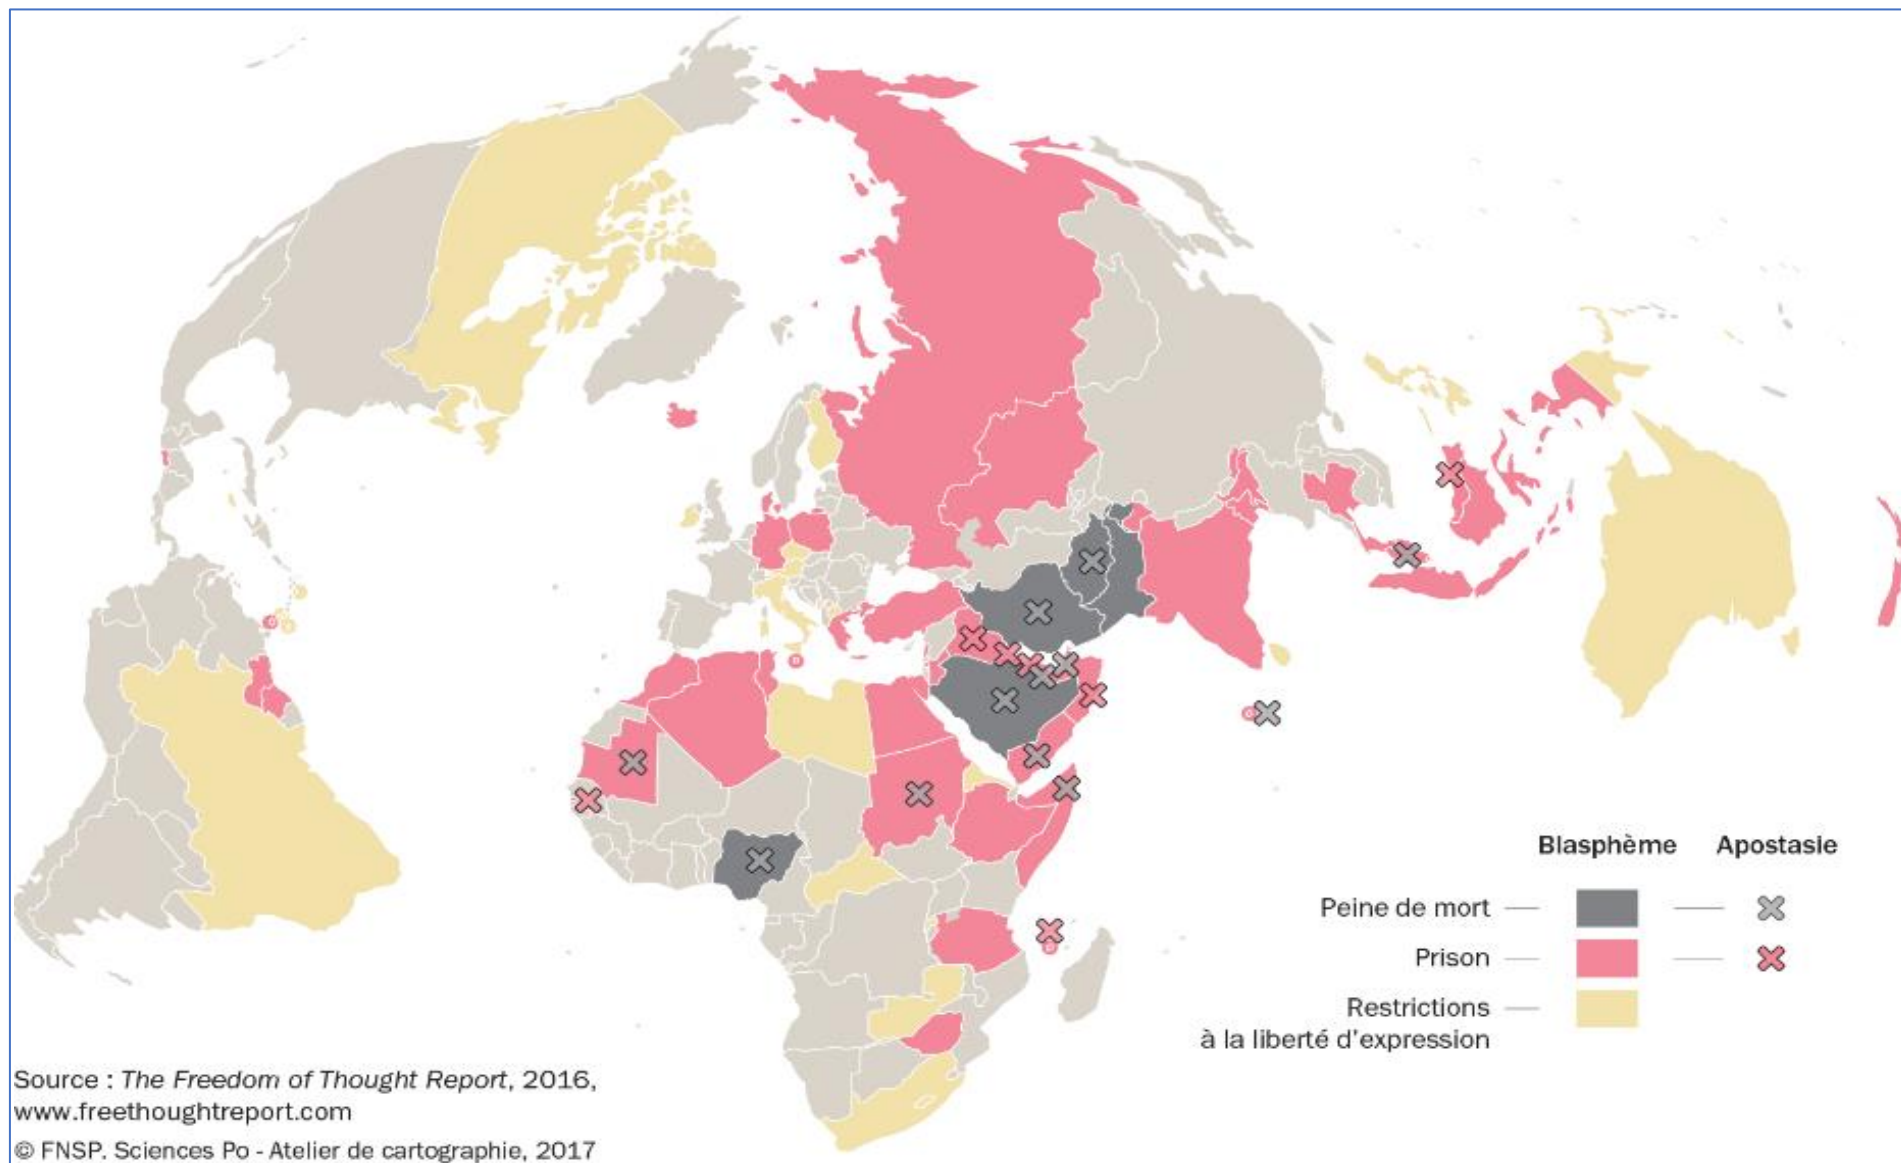 Blasphème Apostasie
Peine de mort
Prison
Restrictions
à la liberté d'expression
Source : The Freedom of Thought Report, 2016,
www.freethoughtreport.com
© FNSP. Sciences Po - Atelier de cartographie, 2017